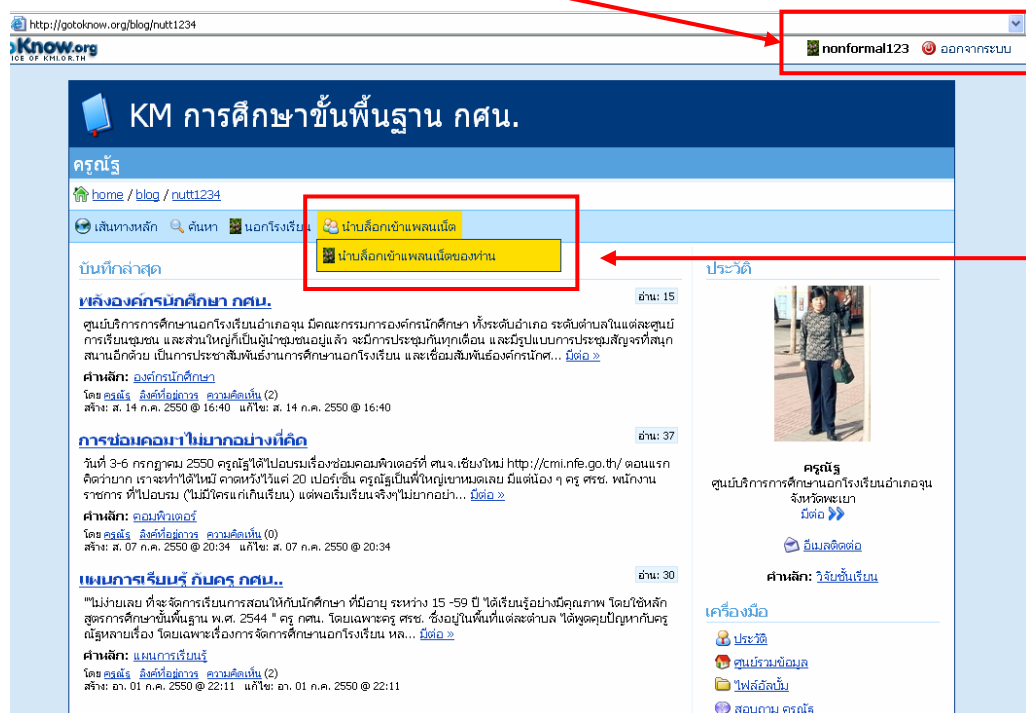 http://gotoknow.org/blog/nutt1234
Know.org
ICE OF KMI.OR.TH
nonformal123 ออกจากระบบ
KM การศึกษาขั้นพื้นฐาน กศน.
ครูณัฐ
home / blog / nutt1234
เส้นทางหลัก ค้นหา นอกโรงเรียน นำบล็อกเข้าแพลนเน็ต
นำบล็อกเข้าแพลนเน็ตของท่าน
บันทึกล่าสุด
พลังองค์กรนักศึกษา กศน.
อ่าน: 15
ศูนย์บริการการศึกษานอกโรงเรียนอำเภอจุน มีคณะกรรมการองค์กรนักศึกษา ทั้งระดับอำเภอ ระดับตำบลในแต่ละศูนย์
การเรียนชุมชน และส่วนใหญ่ก็เป็นผู้นำชุมชนอยู่แล้ว จะมีการประชุมกันทุกเดือน และมีรูปแบบการประชุมสัญจรที่สนุก
สนานอีกด้วย เป็นการประชาสัมพันธ์งานการศึกษานอกโรงเรียน และเชื่อมสัมพันธ์องค์กรนักศ... มีต่อ »
คำหลัก: องค์กรนักศึกษา
โดย ครูณัฐ ลิงค์ที่อยู่ถาวร ความคิดเห็น (2)
สร้าง: ส. 14 ก.ค. 2550 @ 16:40 แก้ไข: ส. 14 ก.ค. 2550 @ 16:40
การซ่อมคอมฯไม่ยากอย่างที่คิด
อ่าน: 37
วันที่ 3-6 กรกฎาคม 2550 ครูณัฐได้ไปอบรมเรื่องซ่อมคอมพิวเตอร์ที่ ศนจ.เชียงใหม่ http://cmi.nfe.go.th/ ตอนแรก
คิดว่ายาก เราจะทำได้ไหมี คาดหวังไว้แค่ 20 เปอร์เซ็น ครูณัฐเป็นพี่ใหญ่เขาหมดเลย มีแต่น้อง ๆ ครู ศรช. พนักงาน
ราชการ ที่ไปอบรม (ไม่มีใครแก่เกินเรียน) แต่พอเริ่มเรียนจริงๆไม่ยากอย่า... มีต่อ »
คำหลัก: คอมพิวเตอร์
โดย ครูณัฐ ลิงค์ที่อยู่ถาวร ความคิดเห็น (0)
สร้าง: ส. 07 ก.ค. 2550 @ 20:34 แก้ไข: ส. 07 ก.ค. 2550 @ 20:34
แผนการเรียนรู้ กับครู กศน..
อ่าน: 30
"ไม่ง่ายเลย ที่จะจัดการเรียนการสอนให้กับนักศึกษา ที่มีอายุ ระหว่าง 15 -59 ปี ได้เรียนรู้อย่างมีคุณภาพ โดยใช้หลัก
สูตรการศึกษาขั้นพื้นฐาน พ.ศ. 2544 " ครู กศน. โดยเฉพาะครู ศรช. ซึ่งอยู่ในพื้นที่แต่ละตำบล ได้พูดคุยปัญหากับครู
ณัฐหลายเรื่อง โดยเฉพาะเรื่องการจัดการศึกษานอกโรงเรียน หล... มีต่อ »
คำหลัก: แผนการเรียนรู้
โดย ครูณัฐ ลิงค์ที่อยู่ถาวร ความคิดเห็น (2)
สร้าง: อา. 01 ก.ค. 2550 @ 22:11 แก้ไข: อา. 01 ก.ค. 2550 @ 22:11
ประวัติ
ครูณัฐ
ศูนย์บริการการศึกษานอกโรงเรียนอำเภอจุน
จังหวัดพะเยา
มีต่อ
อีเมลติดต่อ
คำหลัก: วิจัยชั้นเรียน
เครื่องมือ
ประวัติ
ศูนย์รวมข้อมูล
ไฟล์อัลบั้ม
สอบถาม ครูณัฐ